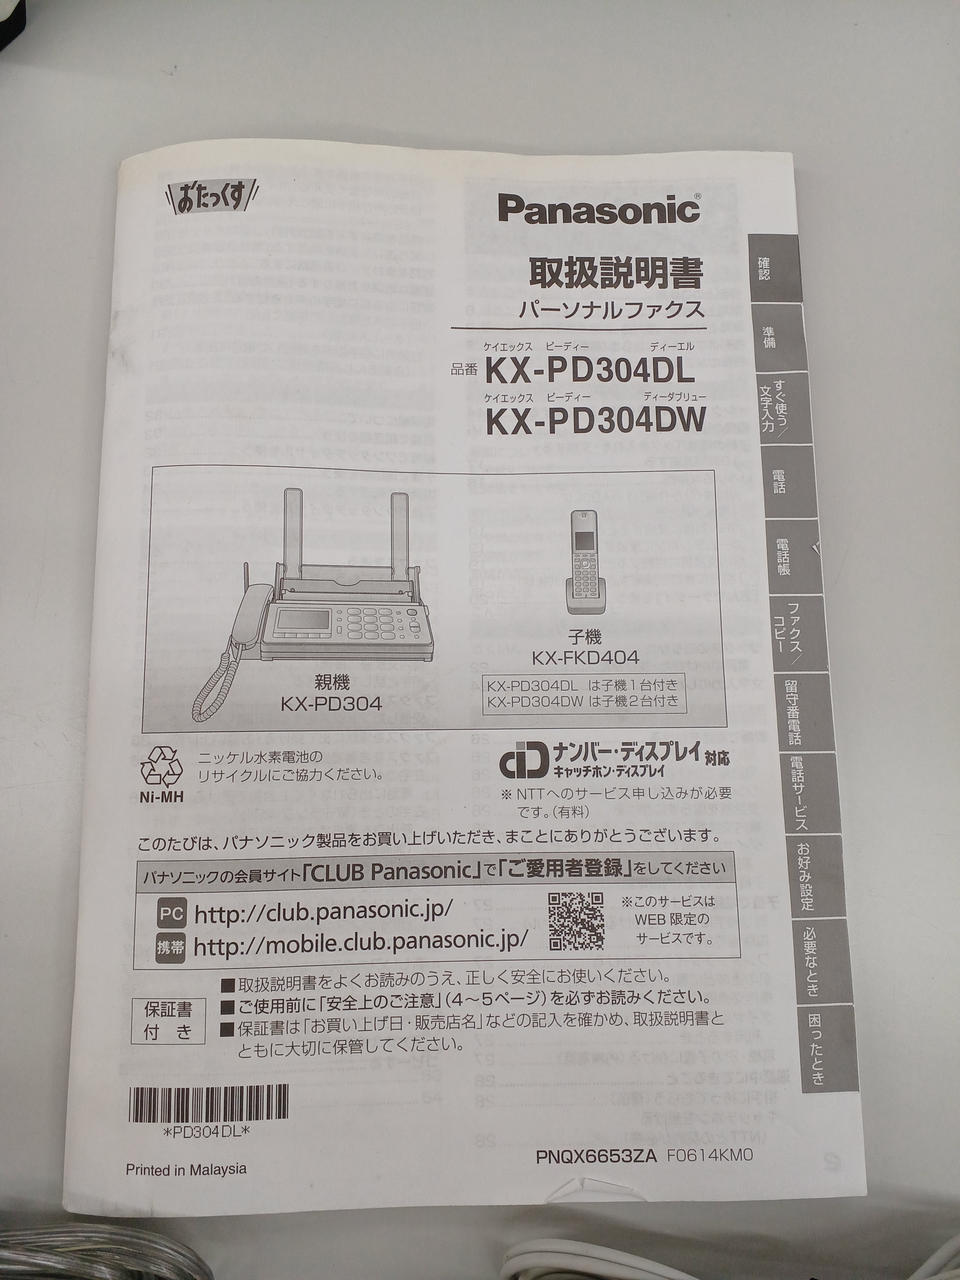 おたっくす
Panasonic®
取扱説明書
パーソナルファクス
ケイエックス ピーディー ディーエル
品番 KX-PD304DL
ケイエックス ピーディー ディーダブリュー
KX-PD304DW
親機
KX-PD304
子機
KX-FKD404
KX-PD304DL は子機1台付き
KX-PD304DW は子機2台付き
Ni-MH
ニッケル水素電池の
リサイクルにご協力ください。
ナンバー・ディスプレイ対応
キャッチホン・ディスプレイ
※NTTへのサービス申し込みが必要
です。(有料)
このたびは、パナソニック製品をお買い上げいただき、まことにありがとうございます。
パナソニックの会員サイト「CLUB Panasonic」で「ご愛用者登録」をしてください
PC http://club.panasonic.jp/
携帯 http://mobile.club.panasonic.jp/
※このサービスは
WEB限定の
サービスです。
保証書
付き
■取扱説明書をよくお読みのうえ、正しく安全にお使いください。
■ご使用前に「安全上のご注意」(4〜5ページ)を必ずお読みください。
■保証書は「お買い上げ日・販売店名」などの記入を確かめ、取扱説明書と
ともに大切に保管してください。
*PD304DL*
Printed in Malaysia
PNQX6653ZA F0614KM0
確認
準備
すぐ使う/
文字入力
電話
電話帳
ファクス/
コピー
留守番電話
電話サービス
お好み設定
必要なとき
困ったとき